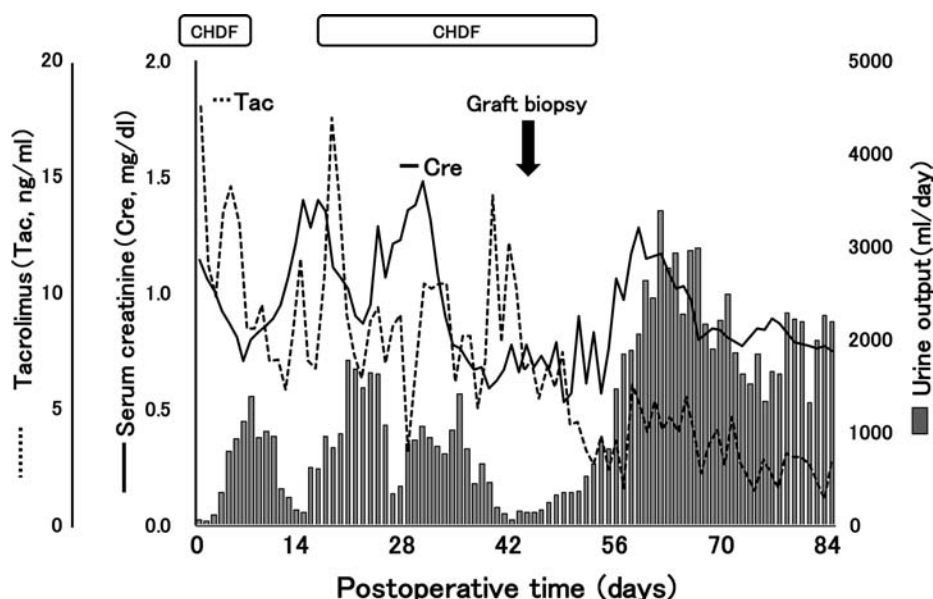 CHDF
CHDF
20
15
10
5
0
Tacrolimus (Tac, ng/ml)
2.0
1.5
1.0
0.5
0.0
Serum creatinine (Cre, mg/dl)
Tac
Cre
Graft biopsy
5000
4000
3000
2000
1000
0
Urine output (ml/day)
0 14 28 42 56 70 84
Postoperative time (days)